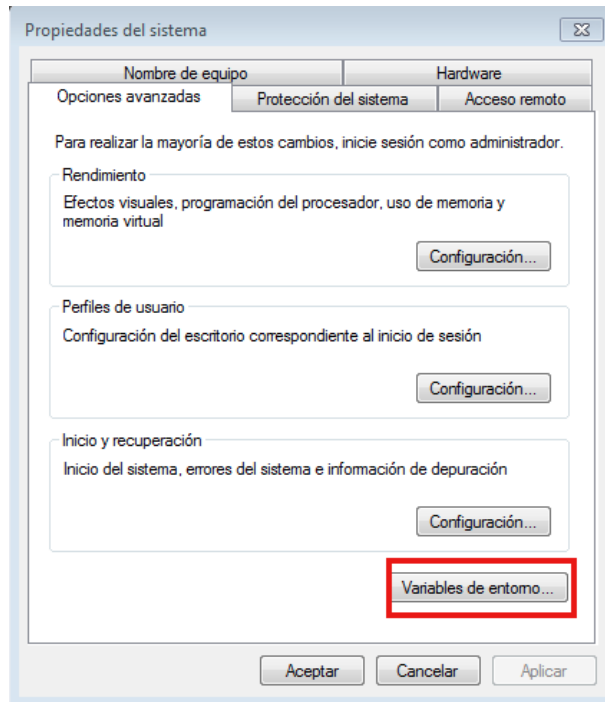 Propiedades del sistema
Nombre de equipo
Hardware
Opciones avanzadas
Protección del sistema
Acceso remoto
Para realizar la mayoría de estos cambios, inicie sesión como administrador.
Rendimiento
Efectos visuales, programación del procesador, uso de memoria y
memoria virtual
Configuración...
Perfiles de usuario
Configuración del escritorio correspondiente al inicio de sesión
Configuración...
Inicio y recuperación
Inicio del sistema, errores del sistema e información de depuración
Configuración...
Variables de entorno...
Aceptar
Cancelar
Aplicar